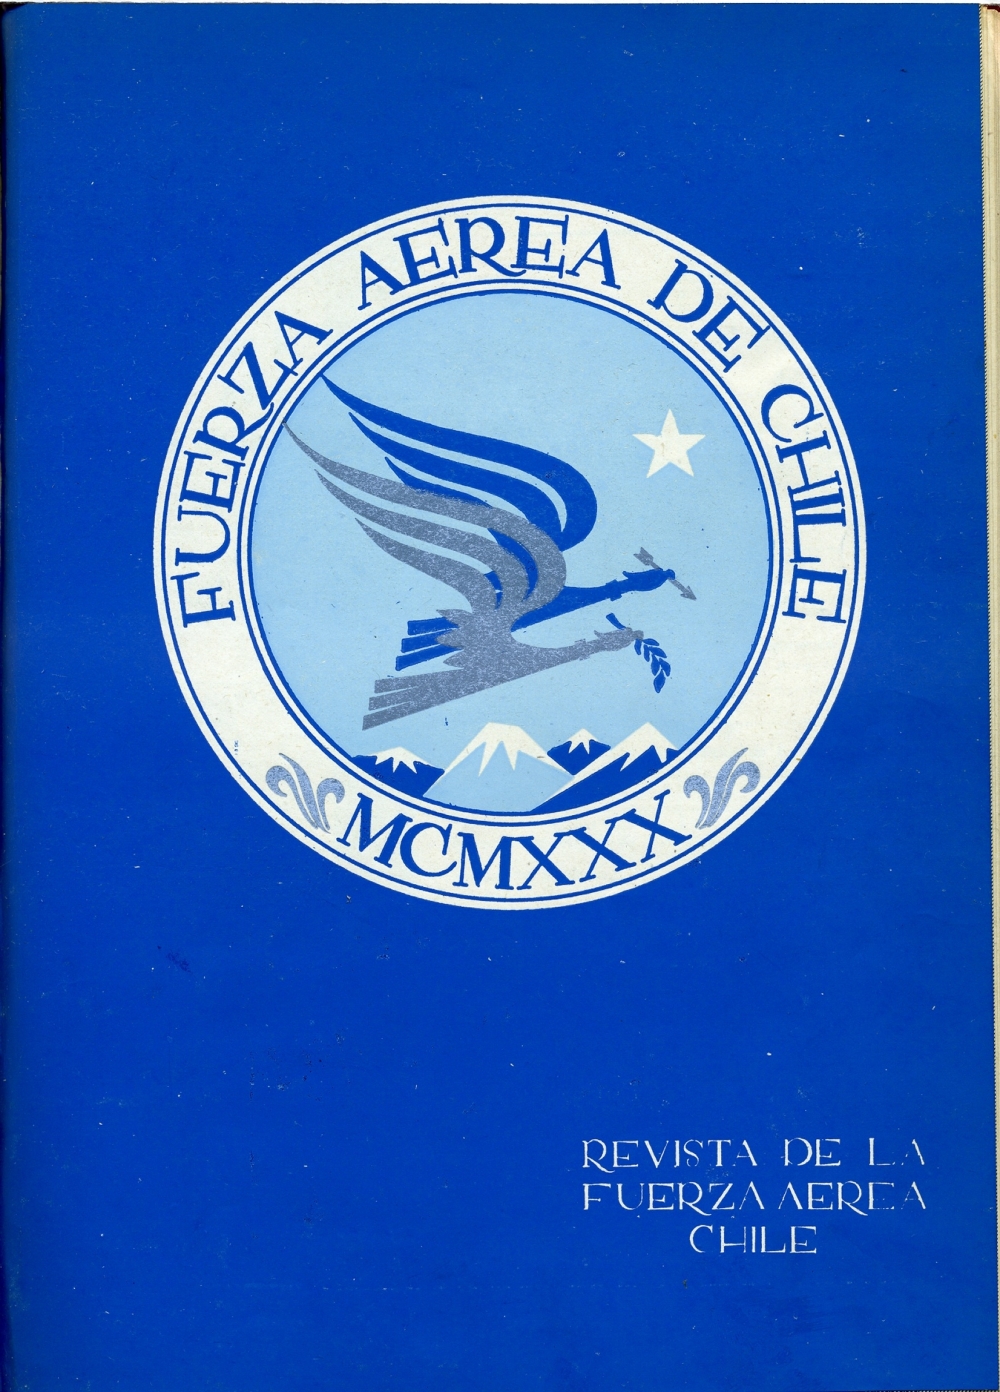 FUERZA AEREA DE CHILE
MCMXXX
REVISTA DE LA
FUERZA AEREA
CHILE